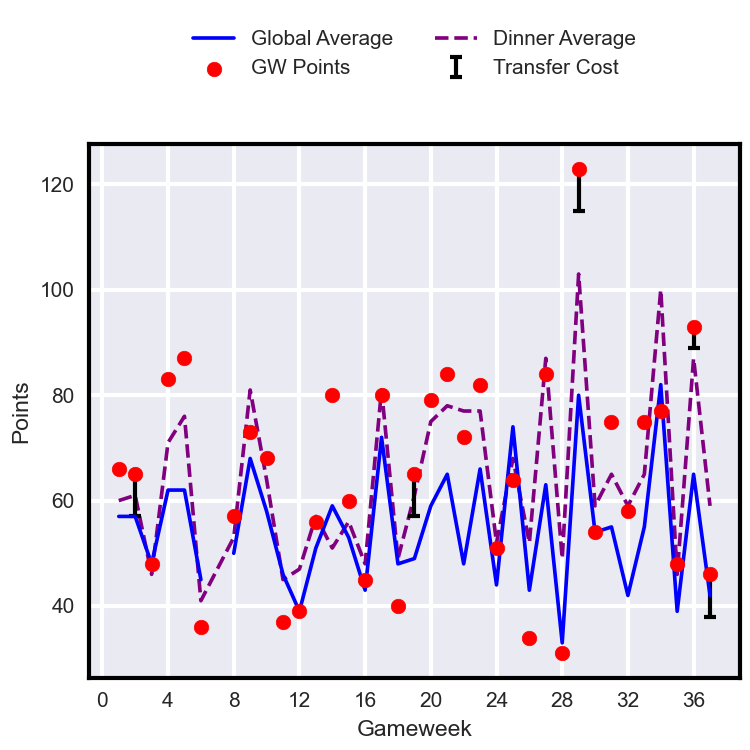 Global Average
Dinner Average
GW Points
Transfer Cost
120
100
80
60
40
Points
0 4 8 12 16 20 24 28 32 36
Gameweek